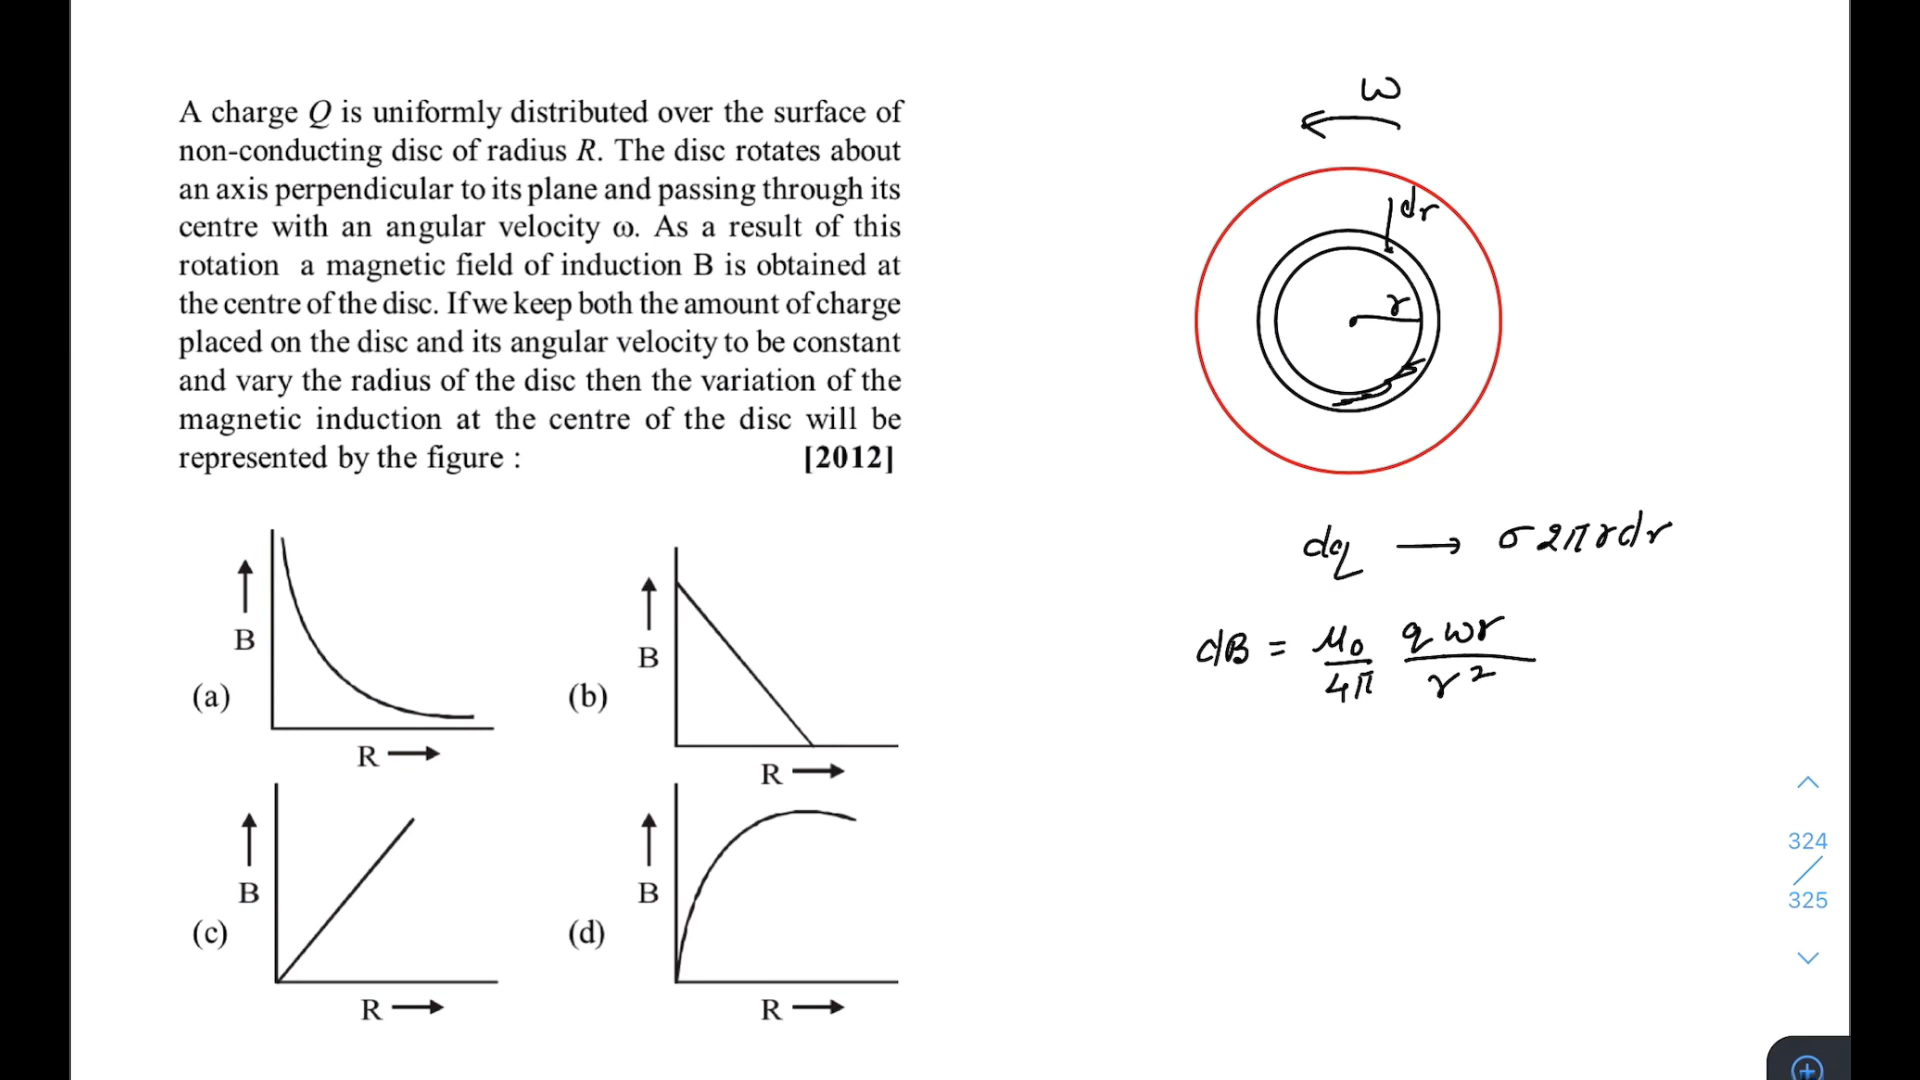 A charge Q is uniformly distributed over the surface of
non-conducting disc of radius R. The disc rotates about
an axis perpendicular to its plane and passing through its
centre with an angular velocity ω. As a result of this
rotation a magnetic field of induction B is obtained at
the centre of the disc. If we keep both the amount of charge
placed on the disc and its angular velocity to be constant
and vary the radius of the disc then the variation of the
magnetic induction at the centre of the disc will be
represented by the figure : [2012]
B
(a)
R
B
(b)
R
B
(c)
R
B
(d)
R
ω
dr
r
dq → σ2πrdr
dB = μ₀/4π qωr/r²
324
/
325